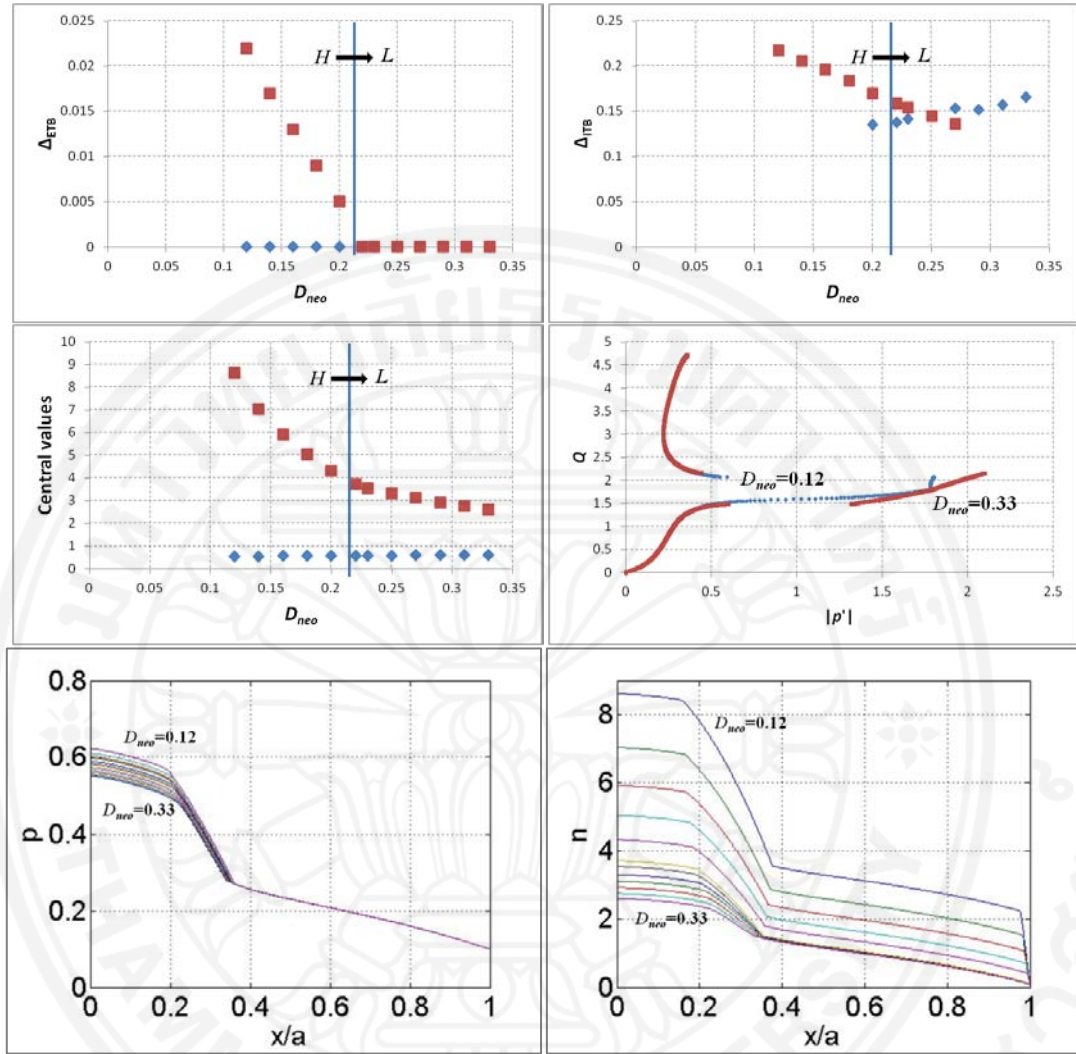 0.025
0.02
0.015
0.01
0.005
0
Δ_ETB
H
L
0 0.05 0.1 0.15 0.2 0.25 0.3 0.35
D_neo
0.25
0.2
0.15
0.1
0.05
0
Δ_ITB
H
L
0 0.05 0.1 0.15 0.2 0.25 0.3 0.35
D_neo
10
9
8
7
6
5
4
3
2
1
0
Central values
H
L
0 0.05 0.1 0.15 0.2 0.25 0.3 0.35
D_neo
5
4.5
4
3.5
3
2.5
2
1.5
1
0.5
0
Q
D_neo=0.12
D_neo=0.33
0 0.5 1 1.5 2 2.5
|p'|
0.8
0.6
0.4
0.2
0
p
D_neo=0.12
D_neo=0.33
0 0.2 0.4 0.6 0.8 1
x/a
8
6
4
2
0
n
D_neo=0.12
D_neo=0.33
0 0.2 0.4 0.6 0.8 1
x/a